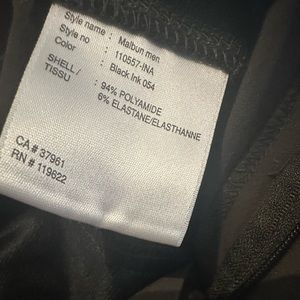 Style name : Malbun men
Style no : 110557-INA
Color : Black Ink 054
SHELL / : 94% POLYAMIDE
TISSU 6% ELASTANE/ELASTHANNE
CA # 37961
RN # 119622